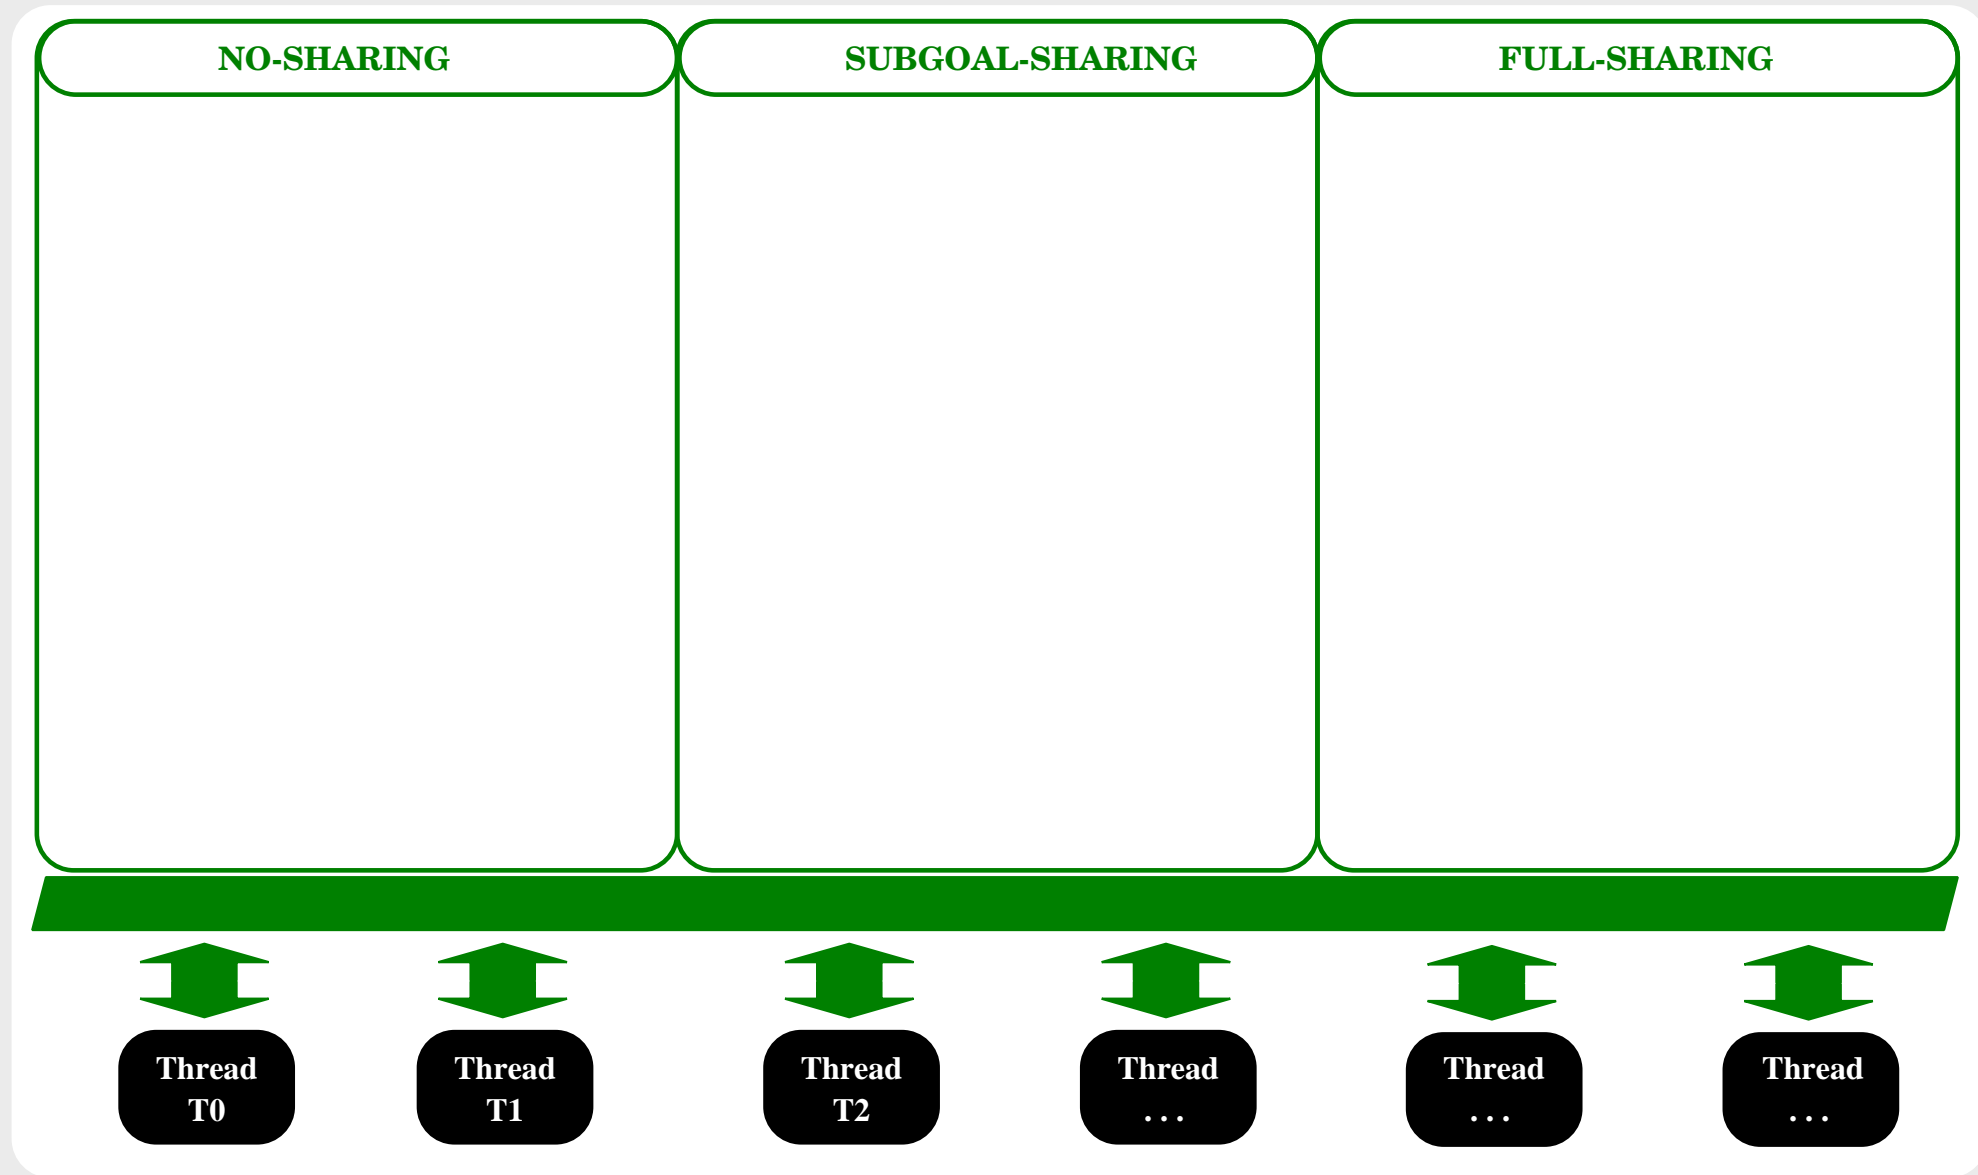 NO-SHARING
SUBGOAL-SHARING
FULL-SHARING
Thread
T0
Thread
T1
Thread
T2
Thread
. . .
Thread
. . .
Thread
. . .